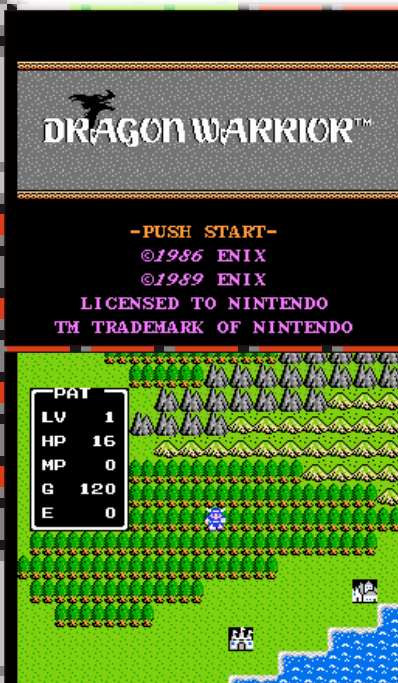 DRAGON WARRIOR™
-PUSH START-
©1986 ENIX
©1989 ENIX
LICENSED TO NINTENDO
TM TRADEMARK OF NINTENDO
PAT
LV 1
HP 16
MP 0
G 120
E 0